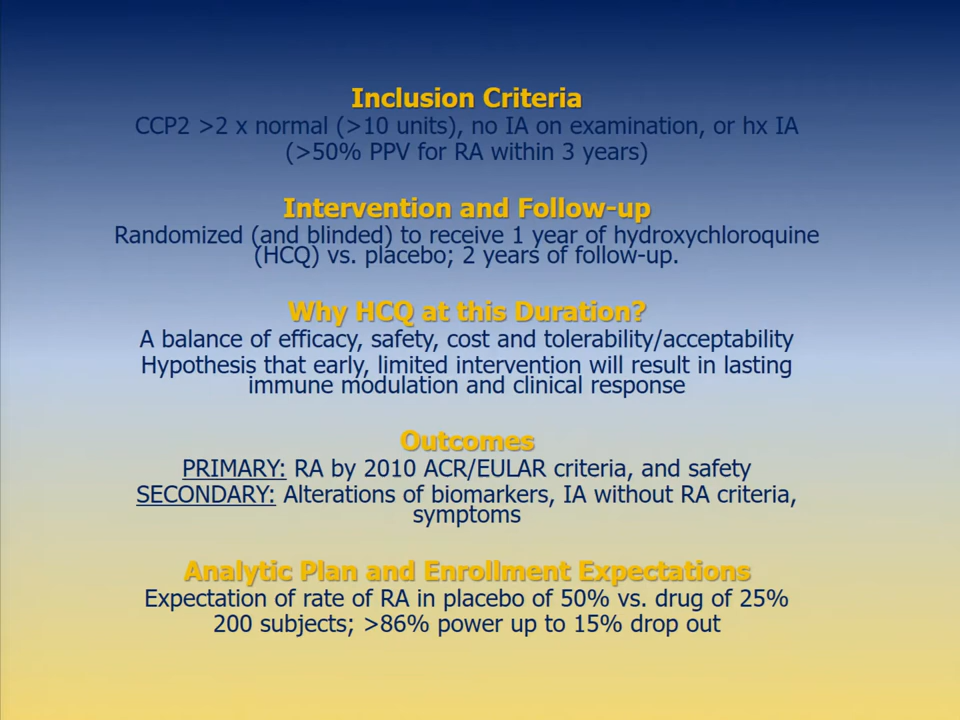 Inclusion Criteria
CCP2 >2 x normal (>10 units), no IA on examination, or hx IA
(>50% PPV for RA within 3 years)
Intervention and Follow-up
Randomized (and blinded) to receive 1 year of hydroxychloroquine
(HCQ) vs. placebo; 2 years of follow-up.
Why HCQ at this Duration?
A balance of efficacy, safety, cost and tolerability/acceptability
Hypothesis that early, limited intervention will result in lasting
immune modulation and clinical response
Outcomes
PRIMARY: RA by 2010 ACR/EULAR criteria, and safety
SECONDARY: Alterations of biomarkers, IA without RA criteria,
symptoms
Analytic Plan and Enrollment Expectations
Expectation of rate of RA in placebo of 50% vs. drug of 25%
200 subjects; >86% power up to 15% drop out